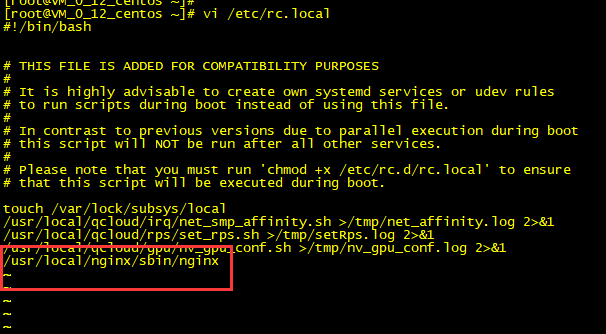 [root@VM_0_12_centos ~]#
[root@VM_0_12_centos ~]# vi /etc/rc.local
#!/bin/bash
# THIS FILE IS ADDED FOR COMPATIBILITY PURPOSES
#
# It is highly advisable to create own systemd services or udev rules
# to run scripts during boot instead of using this file.
#
# In contrast to previous versions due to parallel execution during boot
# this script will NOT be run after all other services.
#
# Please note that you must run 'chmod +x /etc/rc.d/rc.local' to ensure
# that this script will be executed during boot.
touch /var/lock/subsys/local
/usr/local/qcloud/irq/net_smp_affinity.sh >/tmp/net_affinity.log 2>&1
/usr/local/qcloud/rps/set_rps.sh >/tmp/setRps.log 2>&1
/usr/local/qcloud/gpu/nv_gpu_conf.sh >/tmp/nv_gpu_conf.log 2>&1
/usr/local/nginx/sbin/nginx
~
~
~
~
~